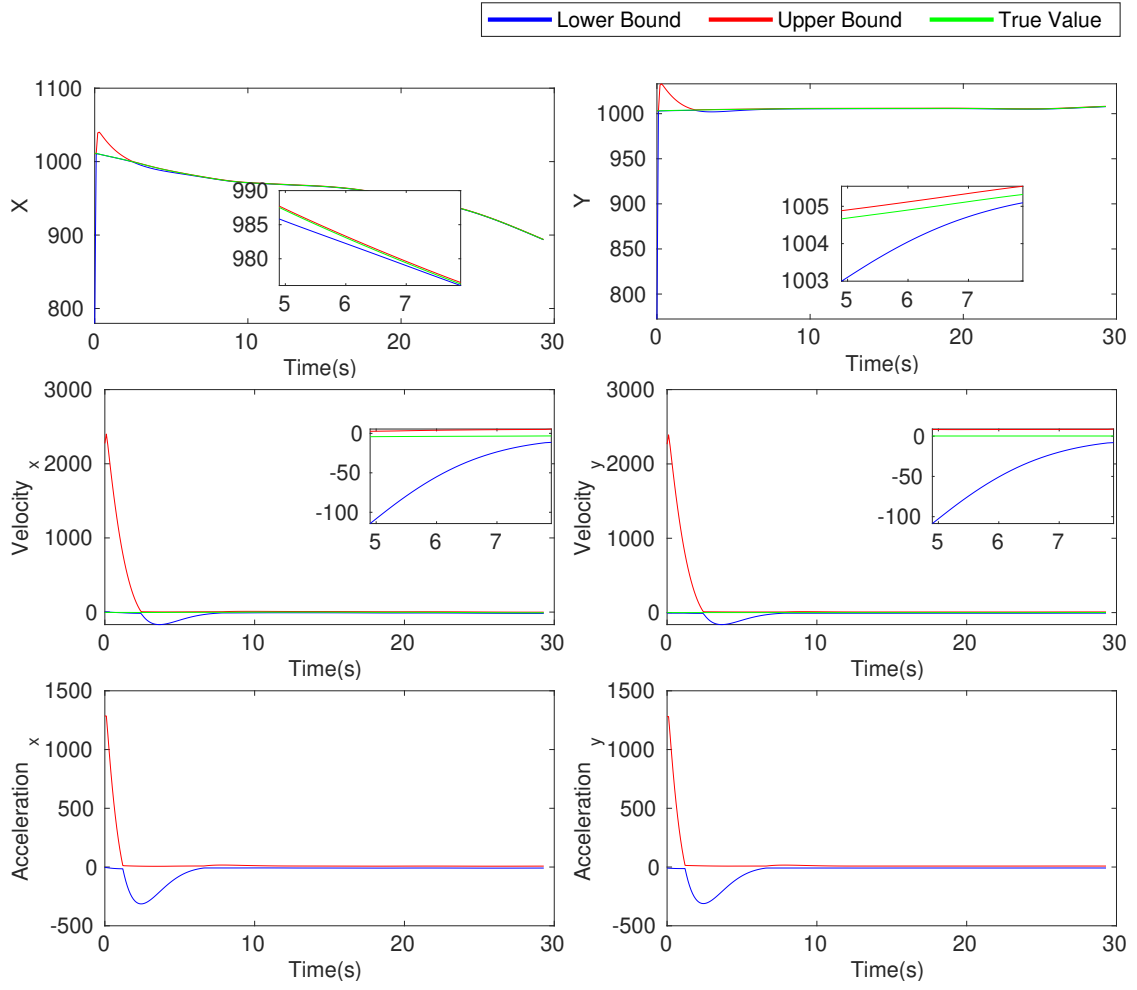 Lower Bound Upper Bound True Value
1100
1000
900
800
X
0 10 20 30
Time(s)
990
985
980
5 6 7
1000
950
900
850
800
Y
0 10 20 30
Time(s)
1005
1004
1003
5 6 7
3000
2000
1000
0
Velocity x
0 10 20 30
Time(s)
0
-50
-100
5 6 7
3000
2000
1000
0
Velocity y
0 10 20 30
Time(s)
0
-50
-100
5 6 7
1500
1000
500
0
-500
Acceleration x
0 10 20 30
Time(s)
1500
1000
500
0
-500
Acceleration y
0 10 20 30
Time(s)